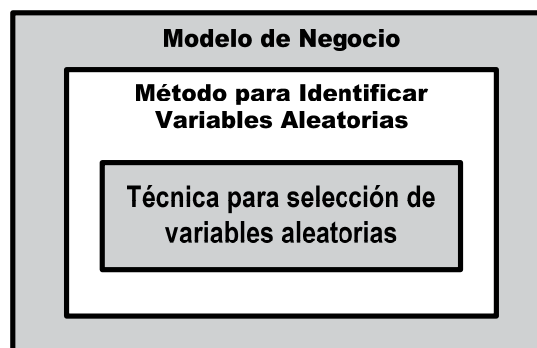 Modelo de Negocio
Método para Identificar
Variables Aleatorias
Técnica para selección de
variables aleatorias